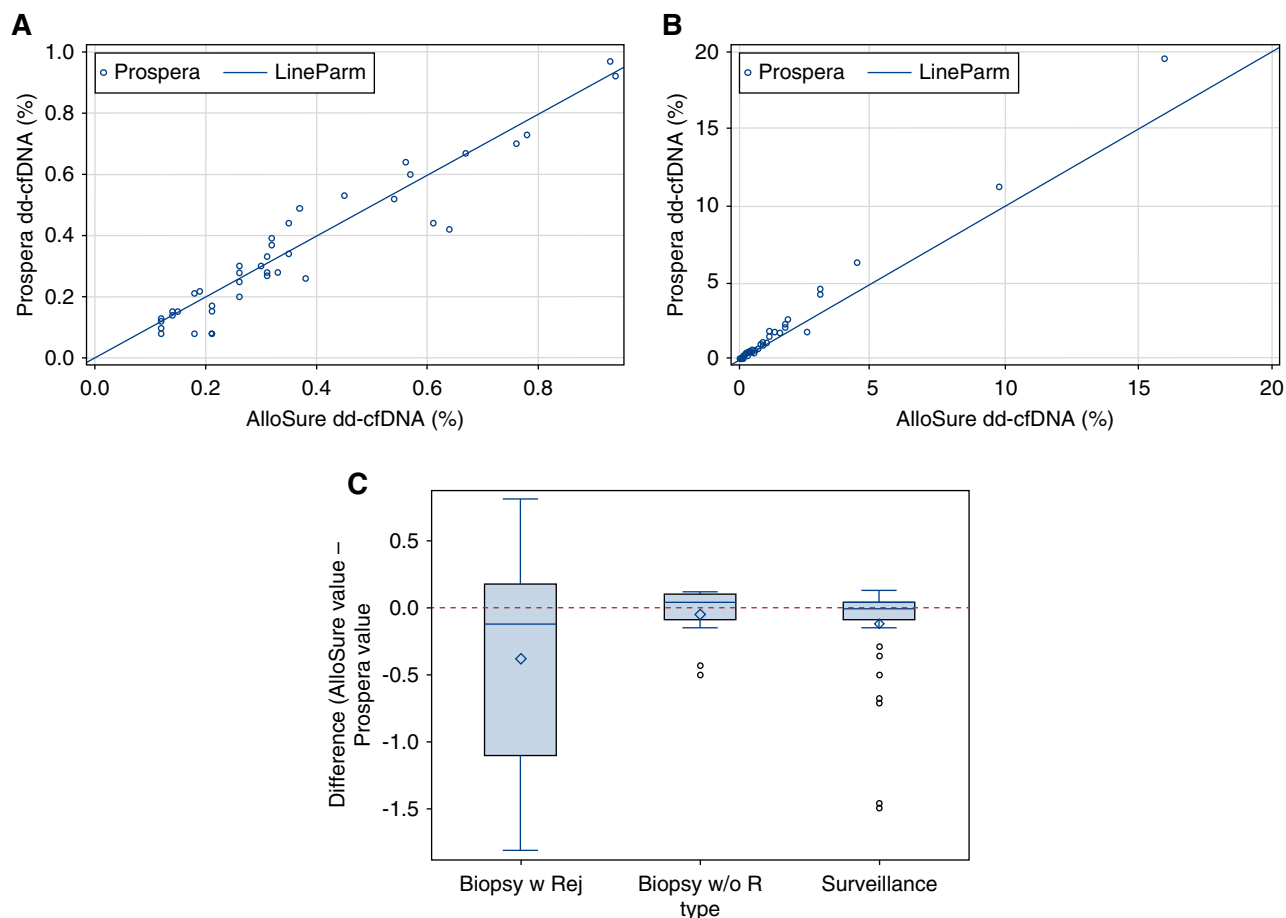 A
Prospera LineParm
1.0
0.8
0.6
0.4
0.2
0.0
Prospera dd-cfDNA (%)
0.0 0.2 0.4 0.6 0.8
AlloSure dd-cfDNA (%)
B
Prospera LineParm
20
15
10
5
0
Prospera dd-cfDNA (%)
0 5 10 15 20
AlloSure dd-cfDNA (%)
C
Difference (AlloSure value –
Prospera value
0.5
0.0
-0.5
-1.0
-1.5
Biopsy w Rej Biopsy w/o R Surveillance
type